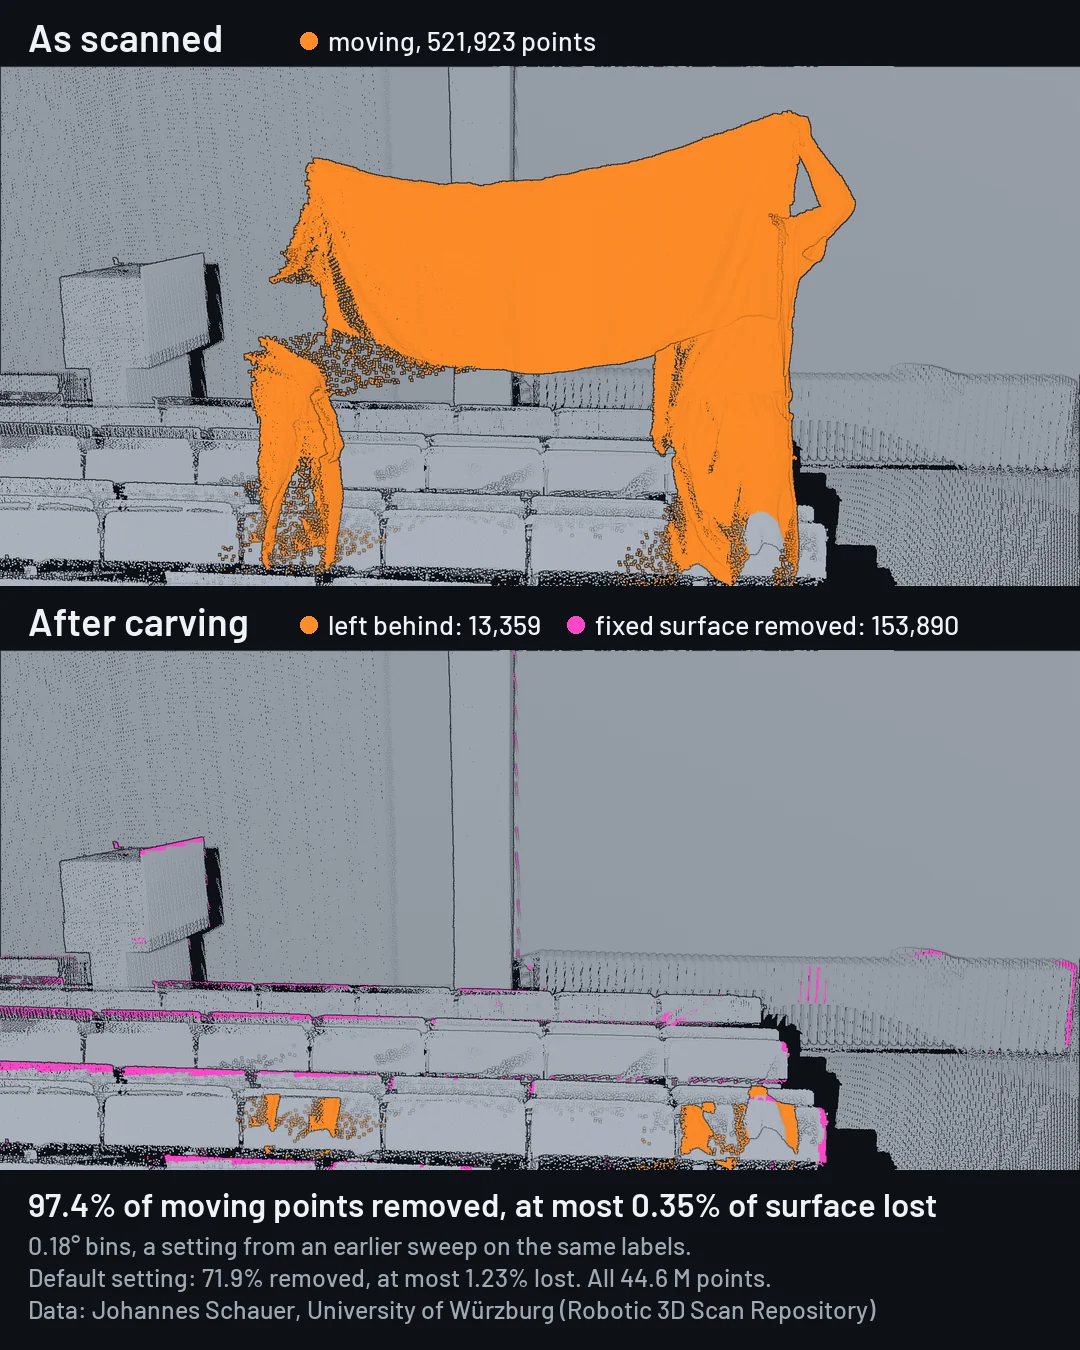 As scanned
moving, 521,923 points
After carving
left behind: 13,359
fixed surface removed: 153,890
97.4% of moving points removed, at most 0.35% of surface lost
0.18° bins, a setting from an earlier sweep on the same labels.
Default setting: 71.9% removed, at most 1.23% lost. All 44.6 M points.
Data: Johannes Schauer, University of Würzburg (Robotic 3D Scan Repository)